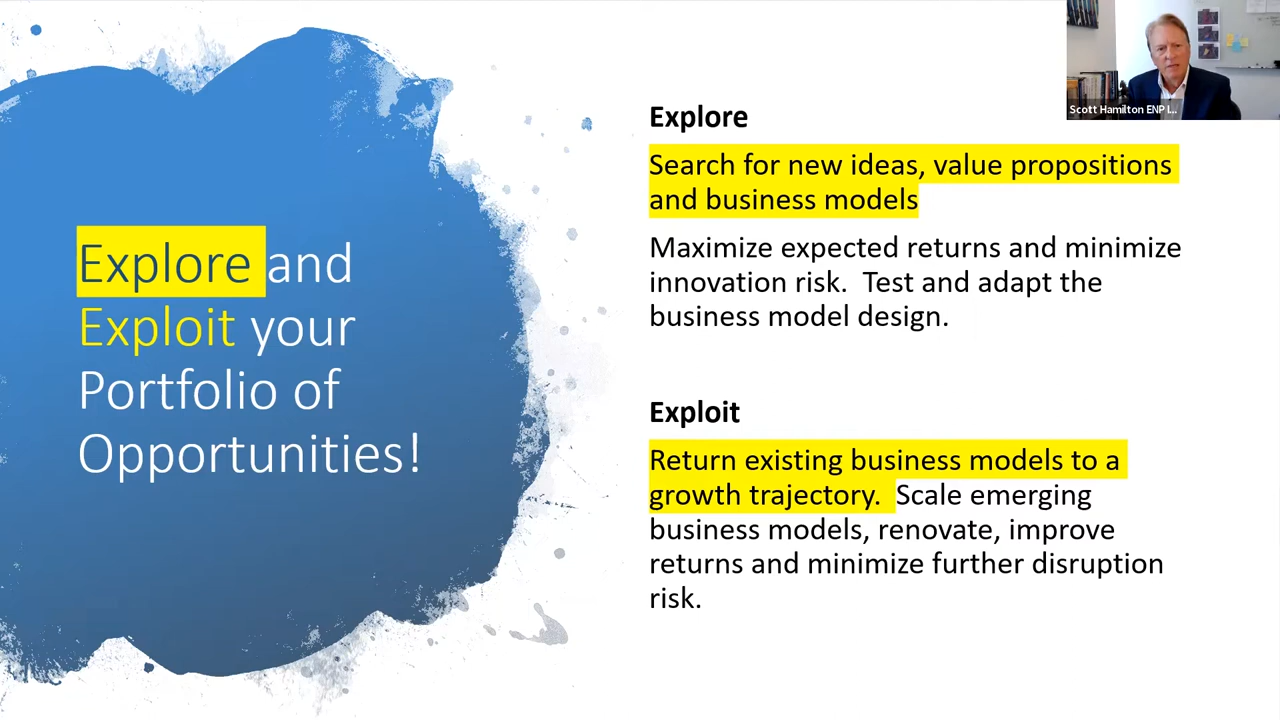 Explore and
Exploit your
Portfolio of
Opportunities!
Explore
Search for new ideas, value propositions
and business models
Maximize expected returns and minimize
innovation risk.  Test and adapt the
business model design.
Exploit
Return existing business models to a
growth trajectory.  Scale emerging
business models, renovate, improve
returns and minimize further disruption
risk.
Scott Hamilton ENP I...